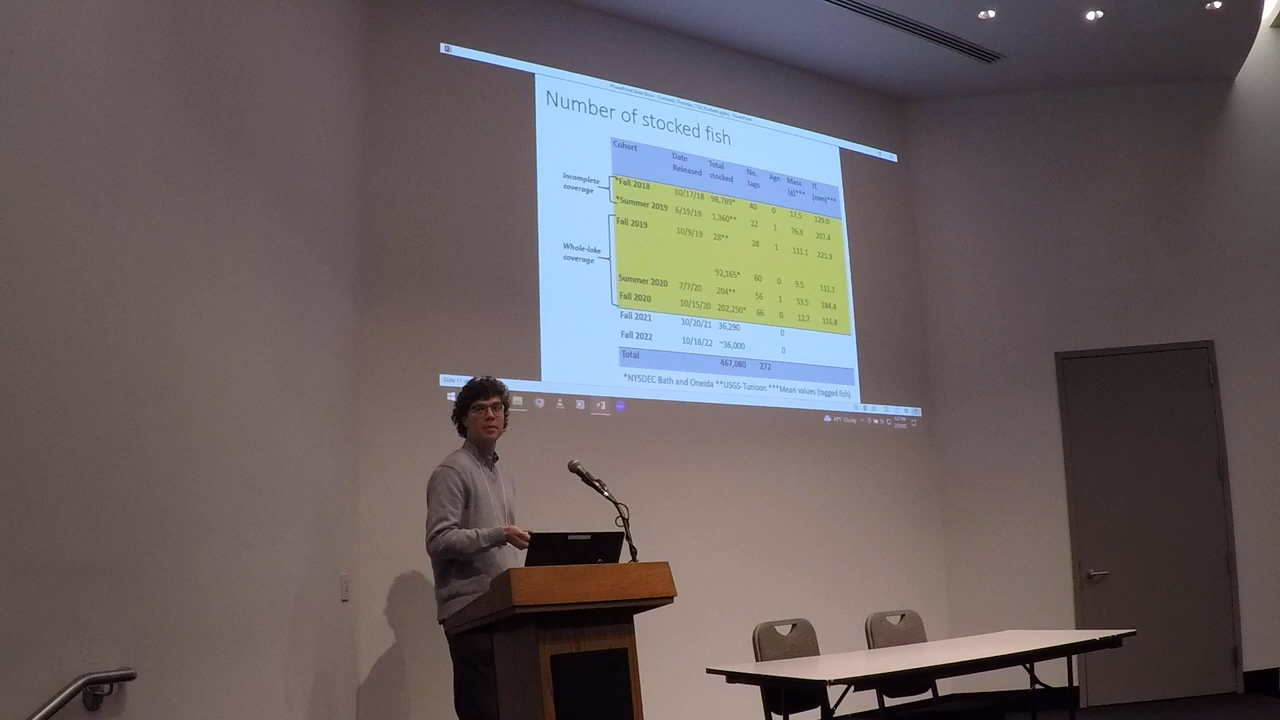 Number of stocked fish
Cohort Date Released Total stocked No. tags Age Mass (g)*** TL (mm)***
Incomplete coverage
*Fall 2018 10/17/18 98,789* 40 0 17.5 129.0
*Summer 2019 6/19/19 1,360** 22 1 76.8 207.4
Whole-lake coverage
Fall 2019 10/9/19 28** 28 1 111.1 221.9
92,165* 60 0 9.5 111.1
Summer 2020 7/7/20 204** 56 1 53.5 184.4
Fall 2020 10/15/20 202,250* 66 0 12.7 116.8
Fall 2021 10/20/21 36,290 0
Fall 2022 10/18/22 ~36,000 0
Total 467,080 272
*NYSDEC Bath and Oneida **USGS-Tunison ***Mean values (tagged fish)
Cloudy